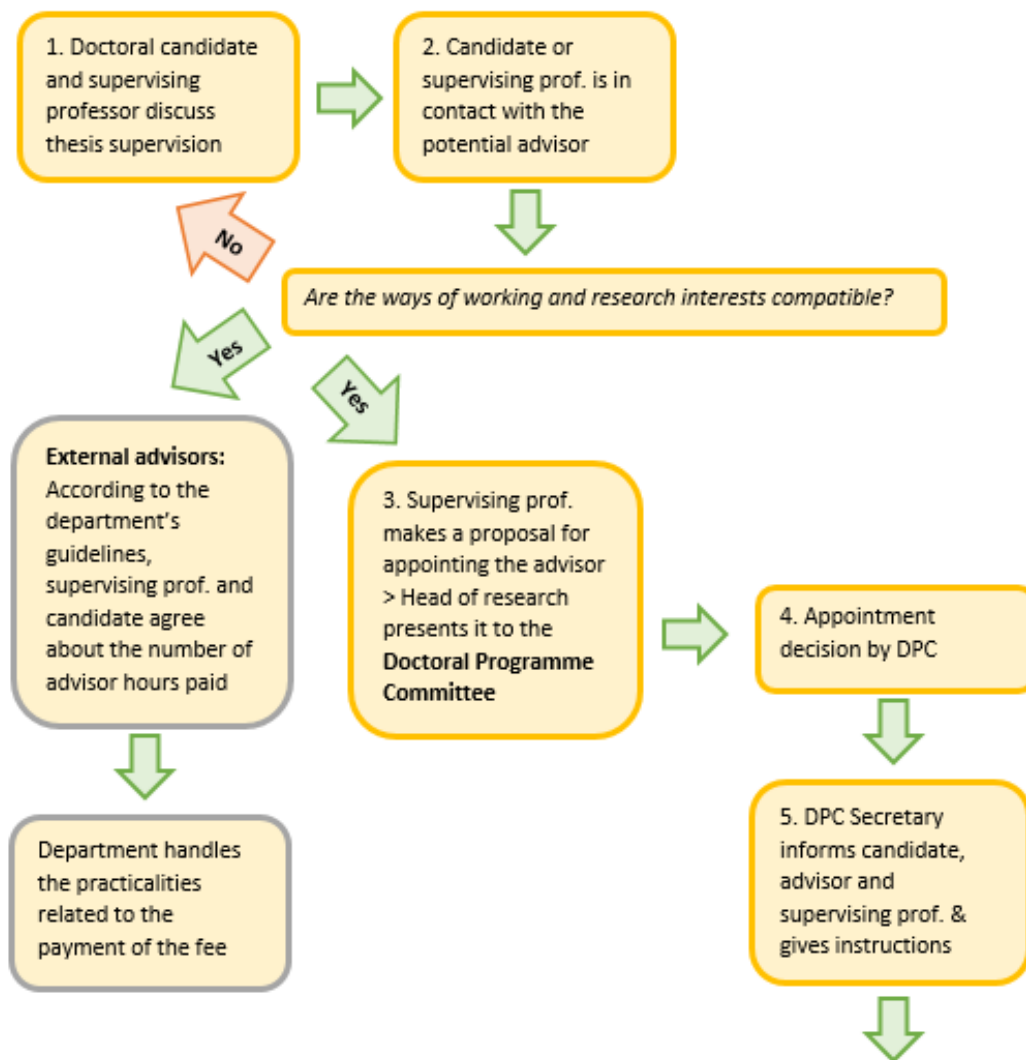 1. Doctoral candidate
and supervising
professor discuss
thesis supervision
2. Candidate or
supervising prof. is in
contact with the
potential advisor
No
Are the ways of working and research interests compatible?
Yes
Yes
External advisors:
According to the
department's
guidelines,
supervising prof. and
candidate agree
about the number of
advisor hours paid
3. Supervising prof.
makes a proposal for
appointing the advisor
> Head of research
presents it to the
Doctoral Programme
Committee
4. Appointment
decision by DPC
Department handles
the practicalities
related to the
payment of the fee
5. DPC Secretary
informs candidate,
advisor and
supervising prof. &
gives instructions